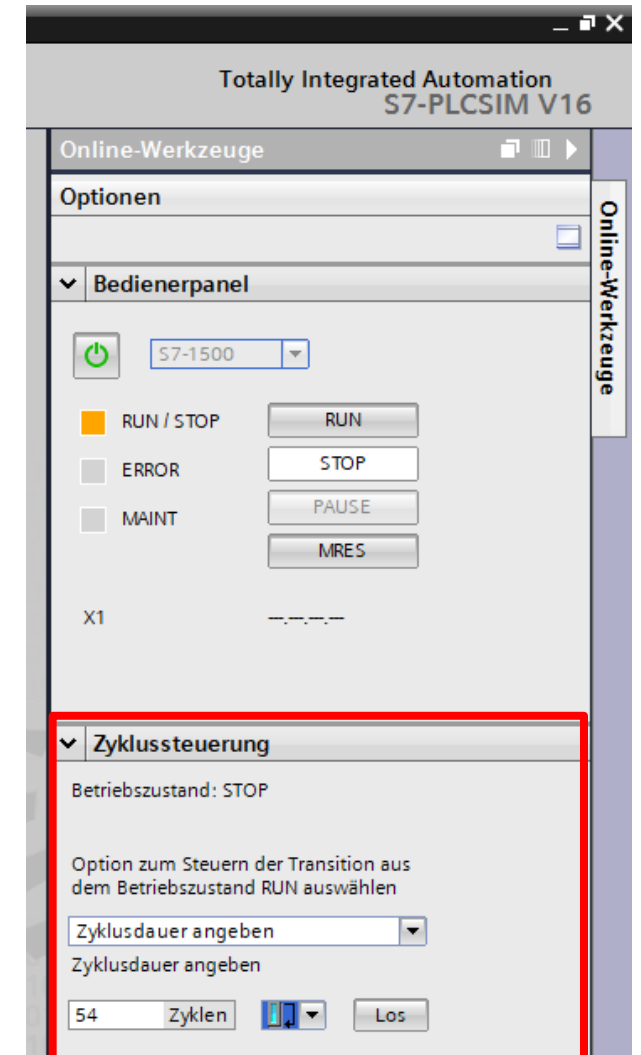 Totally Integrated Automation
S7-PLCSIM V16
Online-Werkzeuge
Optionen
Online-Werkzeuge
Bedienerpanel
S7-1500
RUN / STOP
RUN
ERROR
STOP
MAINT
PAUSE
MRES
X1
---.---.---.---
Zyklussteuerung
Betriebszustand: STOP
Option zum Steuern der Transition aus
dem Betriebszustand RUN auswählen
Zyklusdauer angeben
Zyklusdauer angeben
54 Zyklen
Los